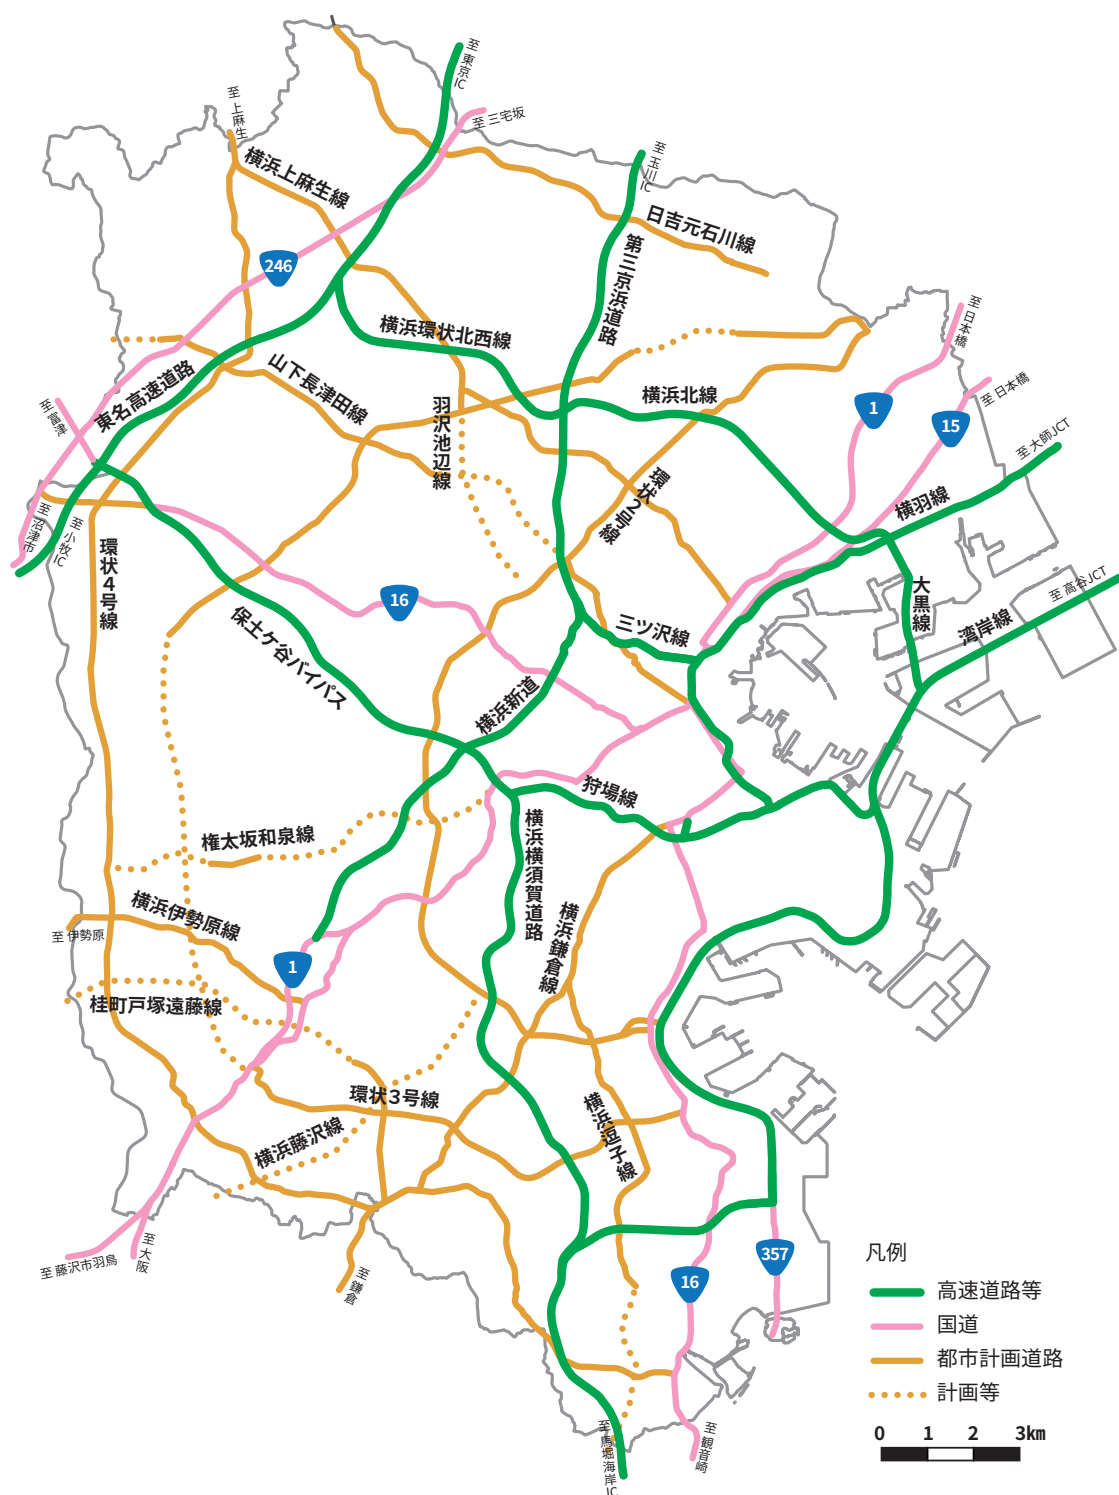 至東京IC
至 三宅坂
至 上麻生
横浜上麻生線
至 玉川IC
日吉元石川線
第三京浜道路
246
横浜環状北西線
至 日本橋
山下長津田線
東名高速道路
至 富津
羽沢池辺線
横浜北線
1
15
至 日本橋
至 大師JCT
環状2号線
横羽線
至 沼津市
至 小牧IC
環状4号線
16
保土ケ谷バイパス
三ツ沢線
大黒線
至 高谷JCT
湾岸線
横浜新道
狩場線
権太坂和泉線
横浜横須賀道路
横浜伊勢原線
至 伊勢原
横浜鎌倉線
1
桂町戸塚遠藤線
環状3号線
横浜藤沢線
横浜逗子線
至 藤沢市羽鳥
至 大阪
至 鎌倉
16
357
至 馬堀海岸IC
至 観音崎
凡例
高速道路等
国道
都市計画道路
計画等
0 1 2 3km